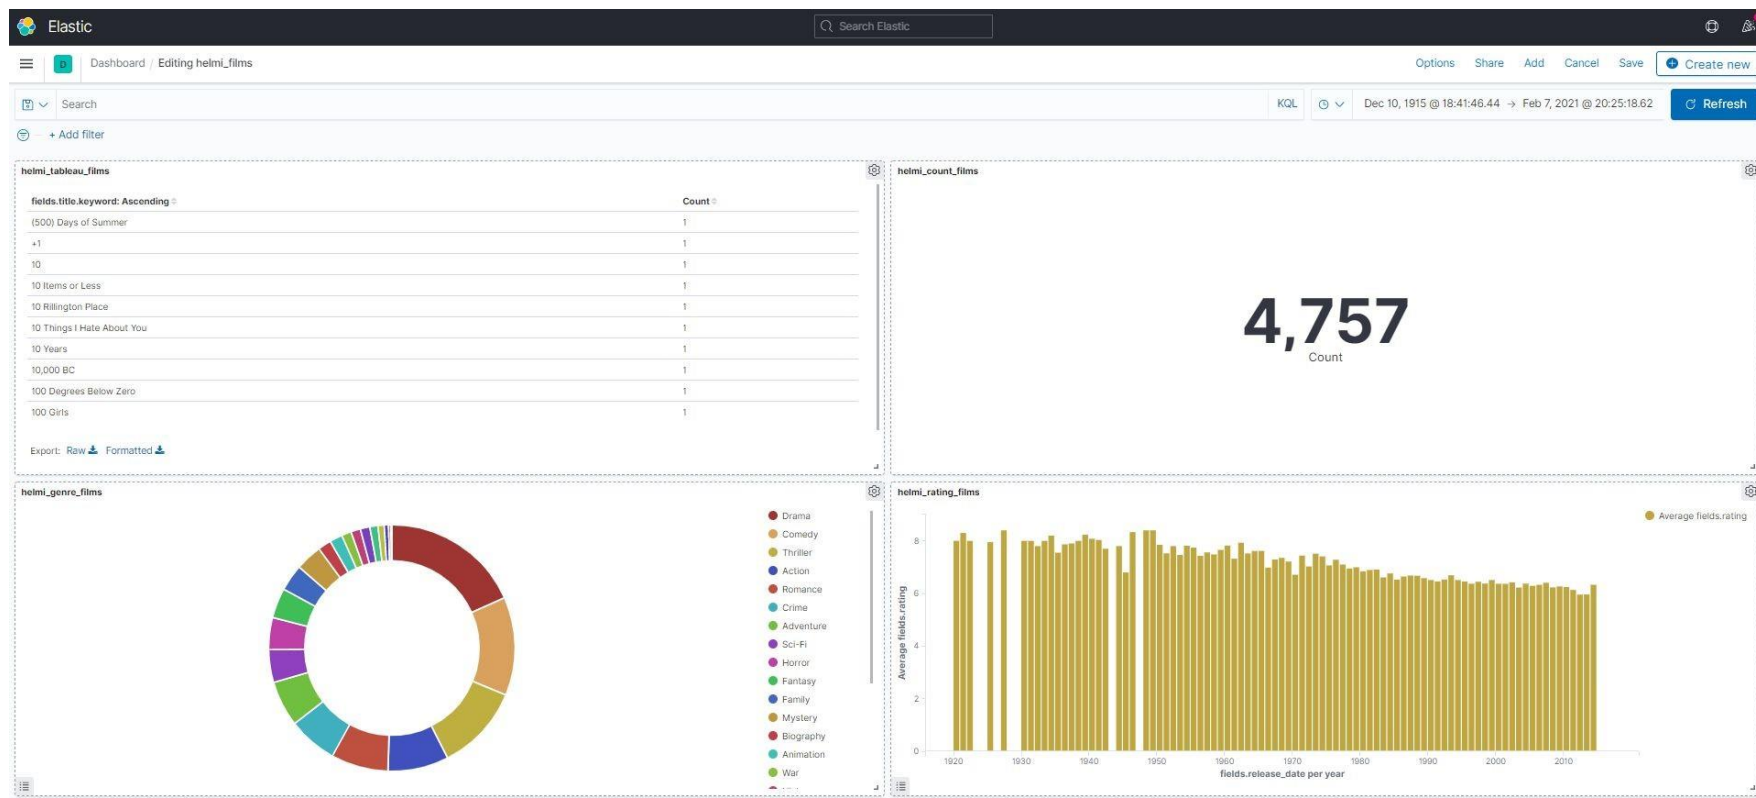 Elastic
Search Elastic
D
Dashboard / Editing helmi_films
Options Share Add Cancel Save Create new
Search
KQL
Dec 10, 1915 @ 18:41:46.44 → Feb 7, 2021 @ 20:25:18.62
Refresh
+ Add filter
helmi_tableau_films
fields.title.keyword: Ascending Count
(500) Days of Summer 1
+1 1
10 1
10 Items or Less 1
10 Rillington Place 1
10 Things I Hate About You 1
10 Years 1
10,000 BC 1
100 Degrees Below Zero 1
100 Girls 1
Export: Raw Formatted
helmi_count_films
4,757
Count
helmi_genre_films
Drama
Comedy
Thriller
Action
Romance
Crime
Adventure
Sci-Fi
Horror
Fantasy
Family
Mystery
Biography
Animation
War
helmi_rating_films
Average fields.rating
Average fields.rating
8
6
4
2
0
1920 1930 1940 1950 1960 1970 1980 1990 2000 2010
fields.release_date per year